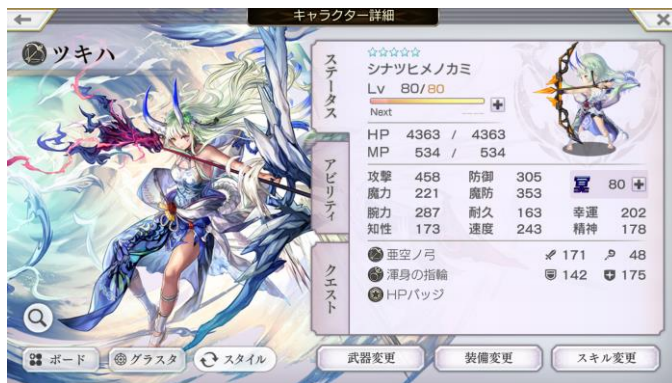 キャラクター詳細
ツキハ
ステータス
アビリティ
クエスト
シナツヒメノカミ
Lv 80/80
Next
HP 4363 / 4363
MP 534 / 534
攻撃 458 防御 305
魔力 221 魔防 353
冥 80
腕力 287 耐久 163 幸運 202
知性 173 速度 243 精神 178
亜空ノ弓 171 48
渾身の指輪 142 175
HPバッジ
ボード
グラスタ
スタイル
武器変更
装備変更
スキル変更